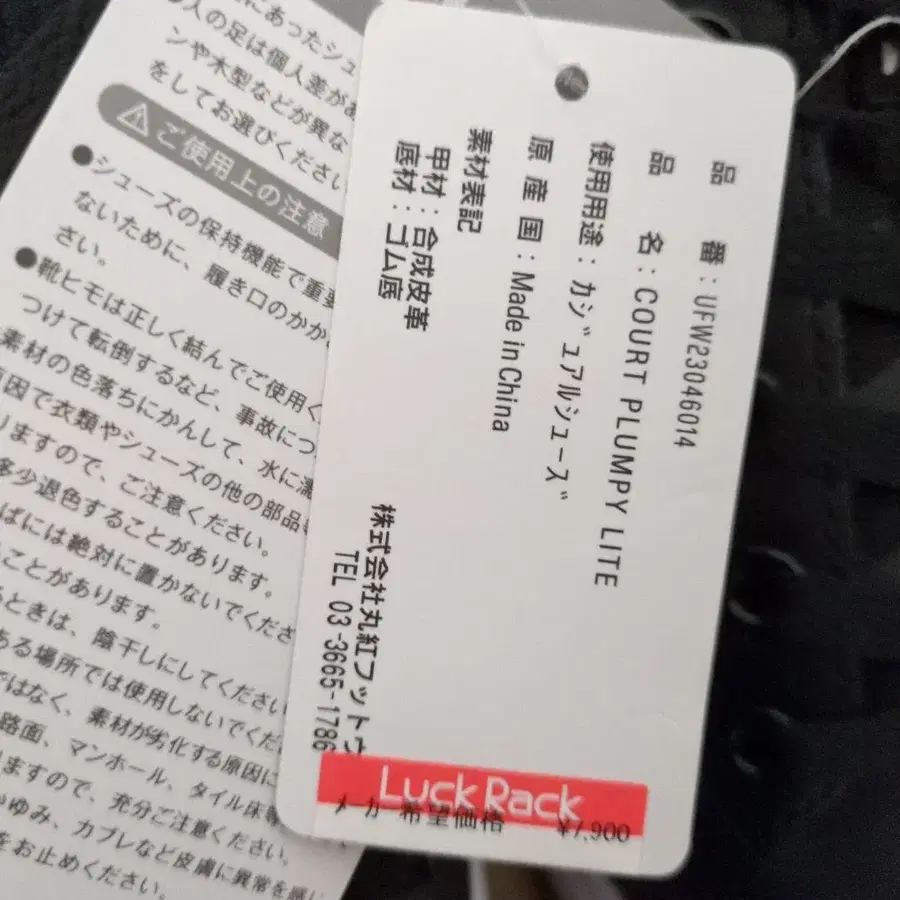 品番：UFW23046014
品名：COURT PLUMPY LITE
使用用途：カジュアルシューズ
原産国：Made in China
素材表記
甲材：合成皮革
底材：ゴム底
株式会社丸紅フット
TEL 03-3665-1786
Luck Rack
メーカー希望価格 ¥7,900
にあったシュ
人の足は個人差があ
ンや木型などが異な
をしてお選びください
ご使用上の注意
●シューズの保持機能で重要
ないために、履き口のかか
さい。
●靴ヒモは正しく結んでご使用く
つけて転倒するなど、事故につ
素材の色落ちにかんして、水に濡
原因で衣類やシューズの他の部品
りますので、ご注意ください。
多少退色することがあります。
ばには絶対に置かないでくださ
ことがあります。
るときは、陰干しにしてください
ある場所では使用しないでくだ
ではなく、素材が劣化する原因に
路面、マンホール、タイル床等
ますので、充分ご注意ください。
かゆみ、カブレなど皮膚に異常を感じ
をお止めください。